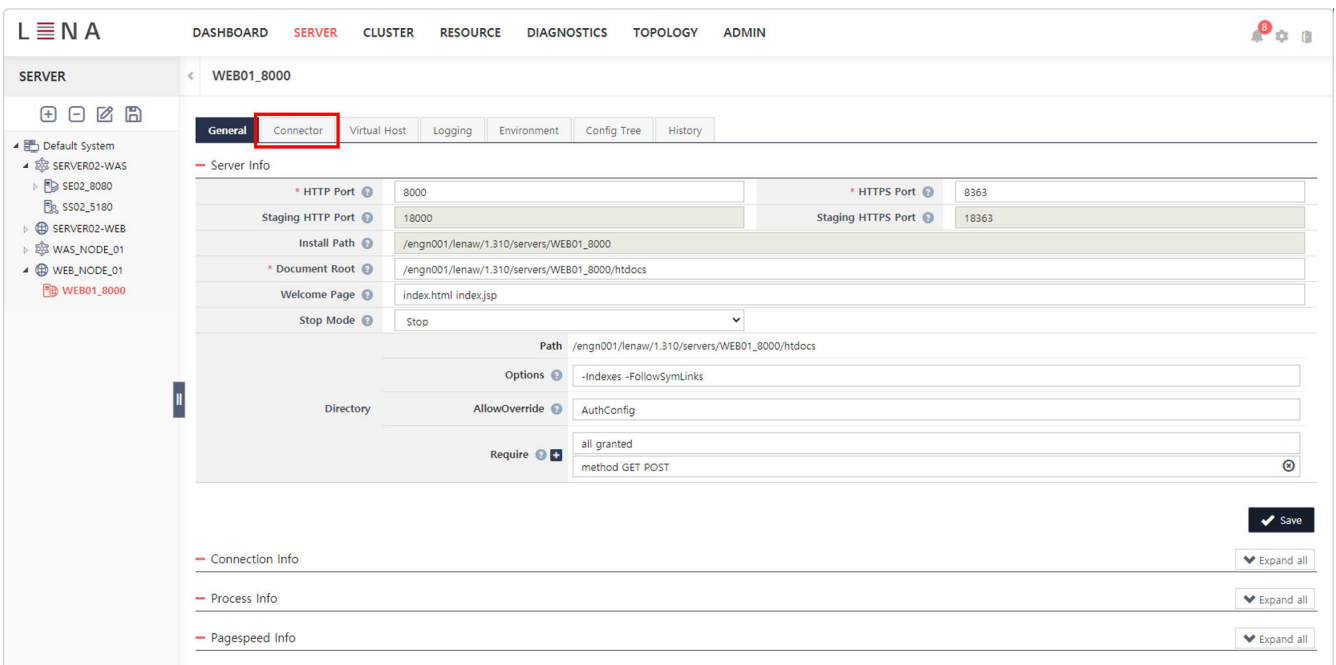 LENA
DASHBOARD SERVER CLUSTER RESOURCE DIAGNOSTICS TOPOLOGY ADMIN
8
SERVER
WEB01_8000
Default System
SERVER02-WAS
SE02_8080
SS02_5180
SERVER02-WEB
WAS_NODE_01
WEB_NODE_01
WEB01_8000
General Connector Virtual Host Logging Environment Config Tree History
Server Info
* HTTP Port 8000 * HTTPS Port 8363
Staging HTTP Port 18000 Staging HTTPS Port 18363
Install Path /engn001/lenaw/1.310/servers/WEB01_8000
* Document Root /engn001/lenaw/1.310/servers/WEB01_8000/htdocs
Welcome Page index.html index.jsp
Stop Mode Stop
Path /engn001/lenaw/1.310/servers/WEB01_8000/htdocs
Options -Indexes -FollowSymLinks
Directory AllowOverride AuthConfig
Require all granted
method GET POST
Save
Connection Info Expand all
Process Info Expand all
Pagespeed Info Expand all